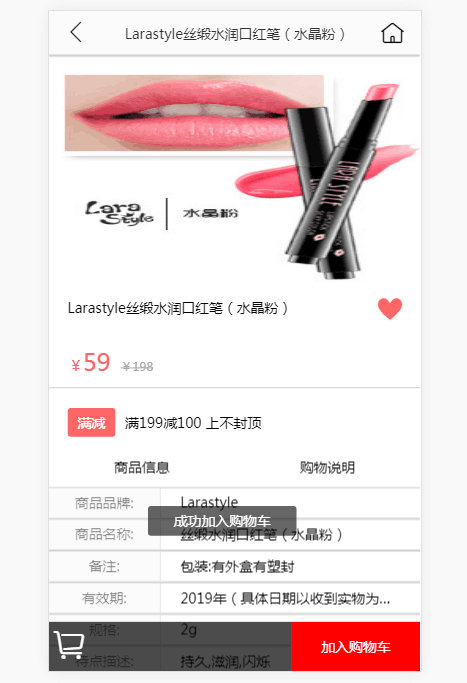 Larastyle丝缎水润口红笔（水晶粉）
Lara
Style
水晶粉
LARA STYLE
Larastyle丝缎水润口红笔（水晶粉）
￥59 ￥198
满减 满199减100 上不封顶
商品信息 购物说明
商品品牌: Larastyle
成功加入购物车
商品名称: 丝缎水润口红笔（水晶粉）
备注: 包装:有外盒有塑封
有效期: 2019年（具体日期以收到实物为...
规格: 2g
加入购物车
特点描述: 持久,滋润,闪烁